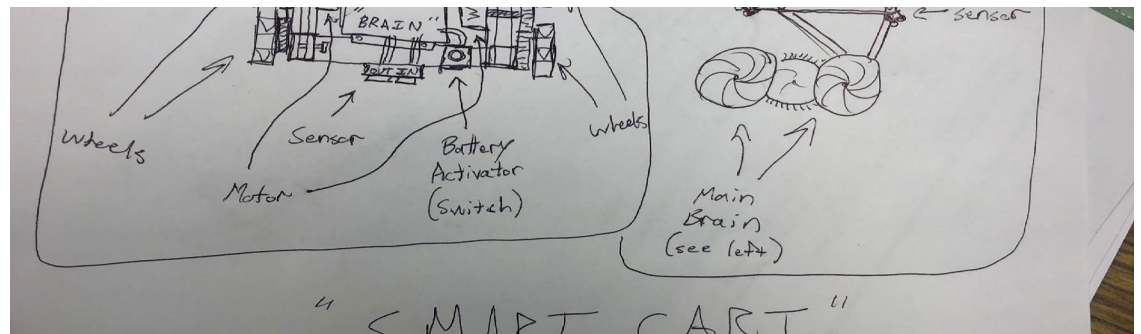 "BRAIN"
sensor
OUT IN
wheels
Sensor
wheels
Battery
Activator
(Switch)
Motor
Main
Brain
(see left)
"SMART CART"